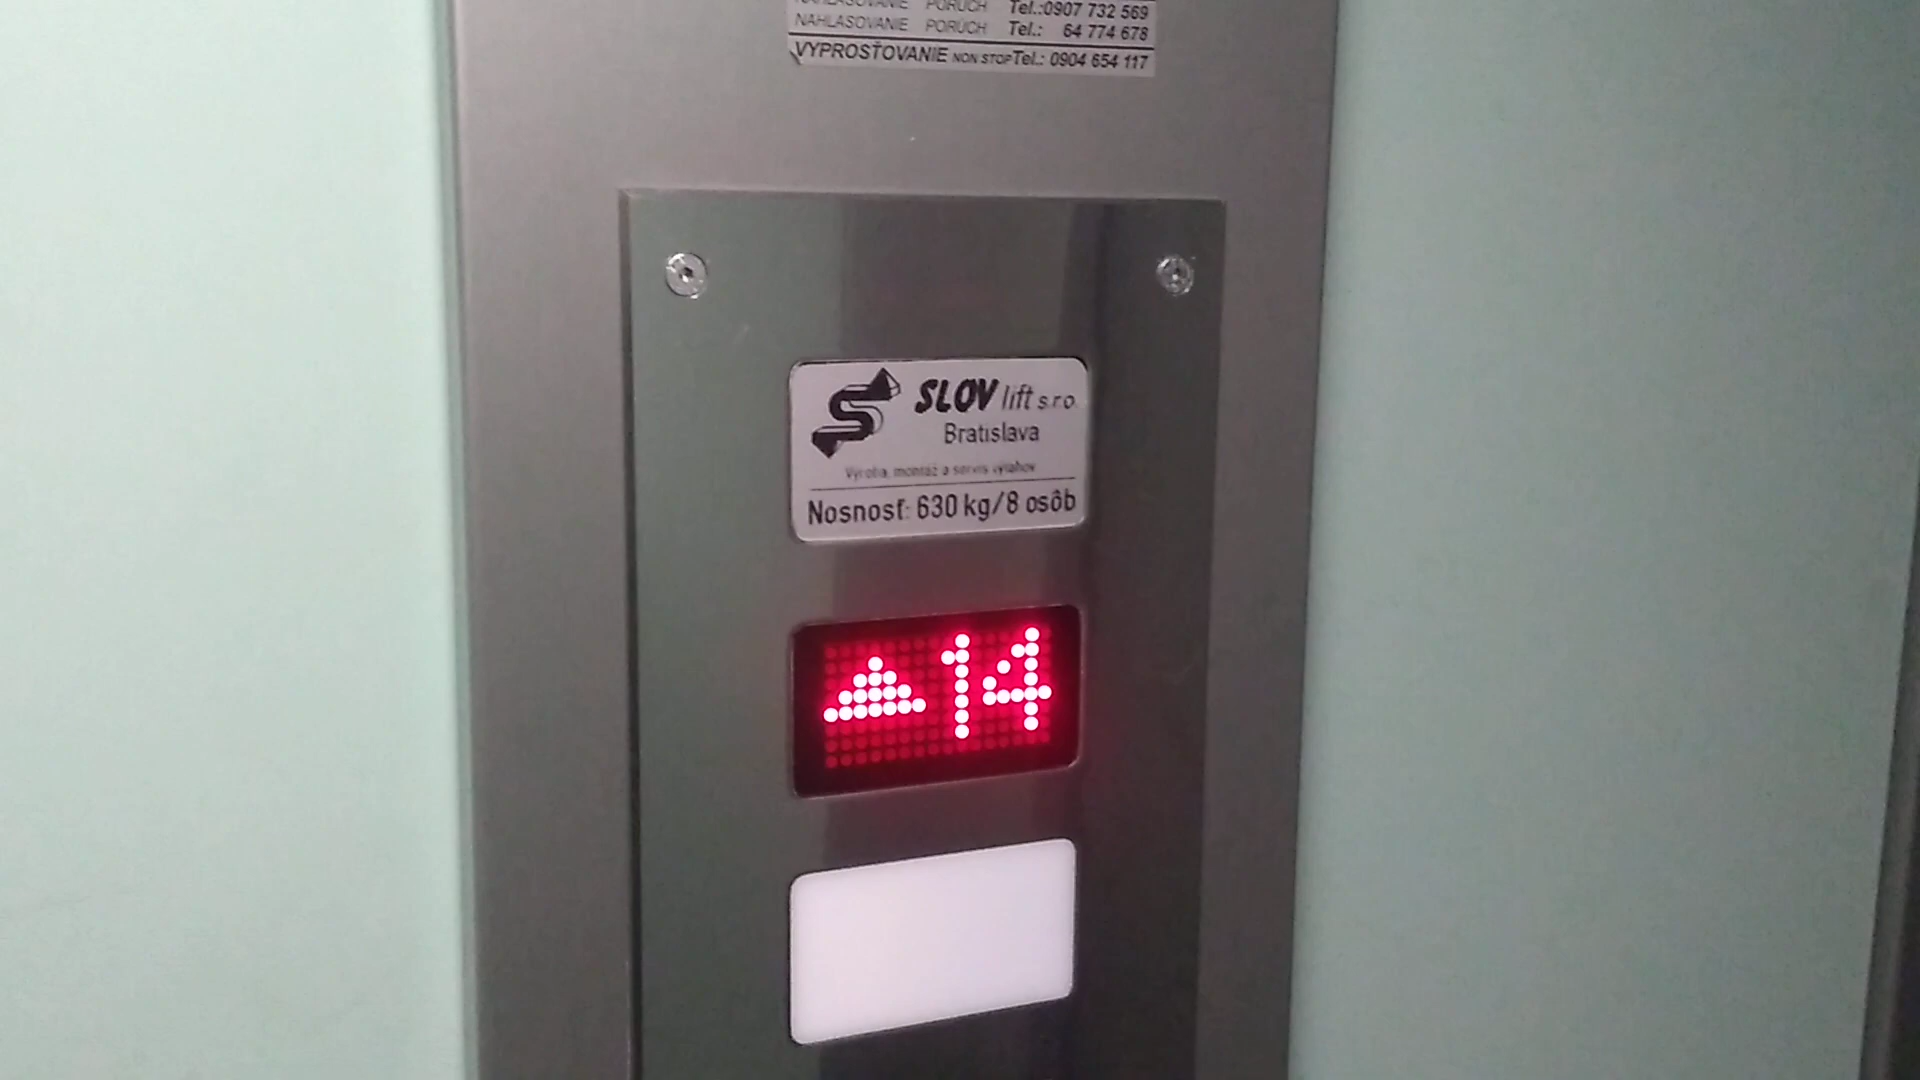 NAHLASOVANIE PORÚCH Tel.:0907 732 569
NAHLASOVANIE PORÚCH Tel.: 64 774 678
VYPROSŤOVANIE NON STOP Tel.: 0904 654 117
SLOV lift s.r.o.
Bratislava
Výroba, montáž a servis výťahov
Nosnosť: 630 kg/8 osôb
14